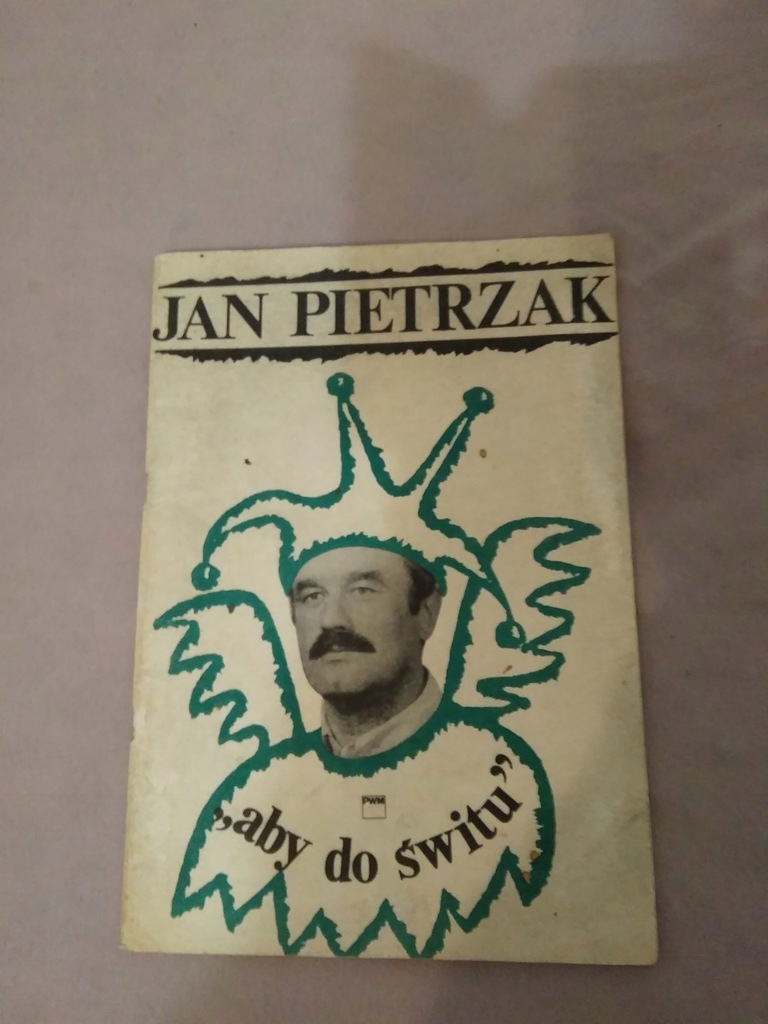 JAN PIETRZAK
PWM
„aby do świtu”